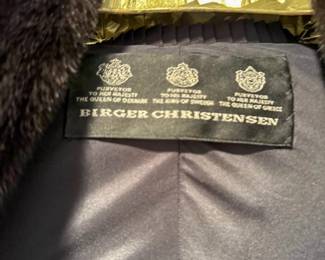 PURVEYOR
TO HER MAJESTY
THE QUEEN OF DENMARK
PURVEYOR
TO HIS MAJESTY
THE KING OF SWEDEN
PURVEYOR
TO HER MAJESTY
THE QUEEN OF GREECE
BIRGER CHRISTENSEN